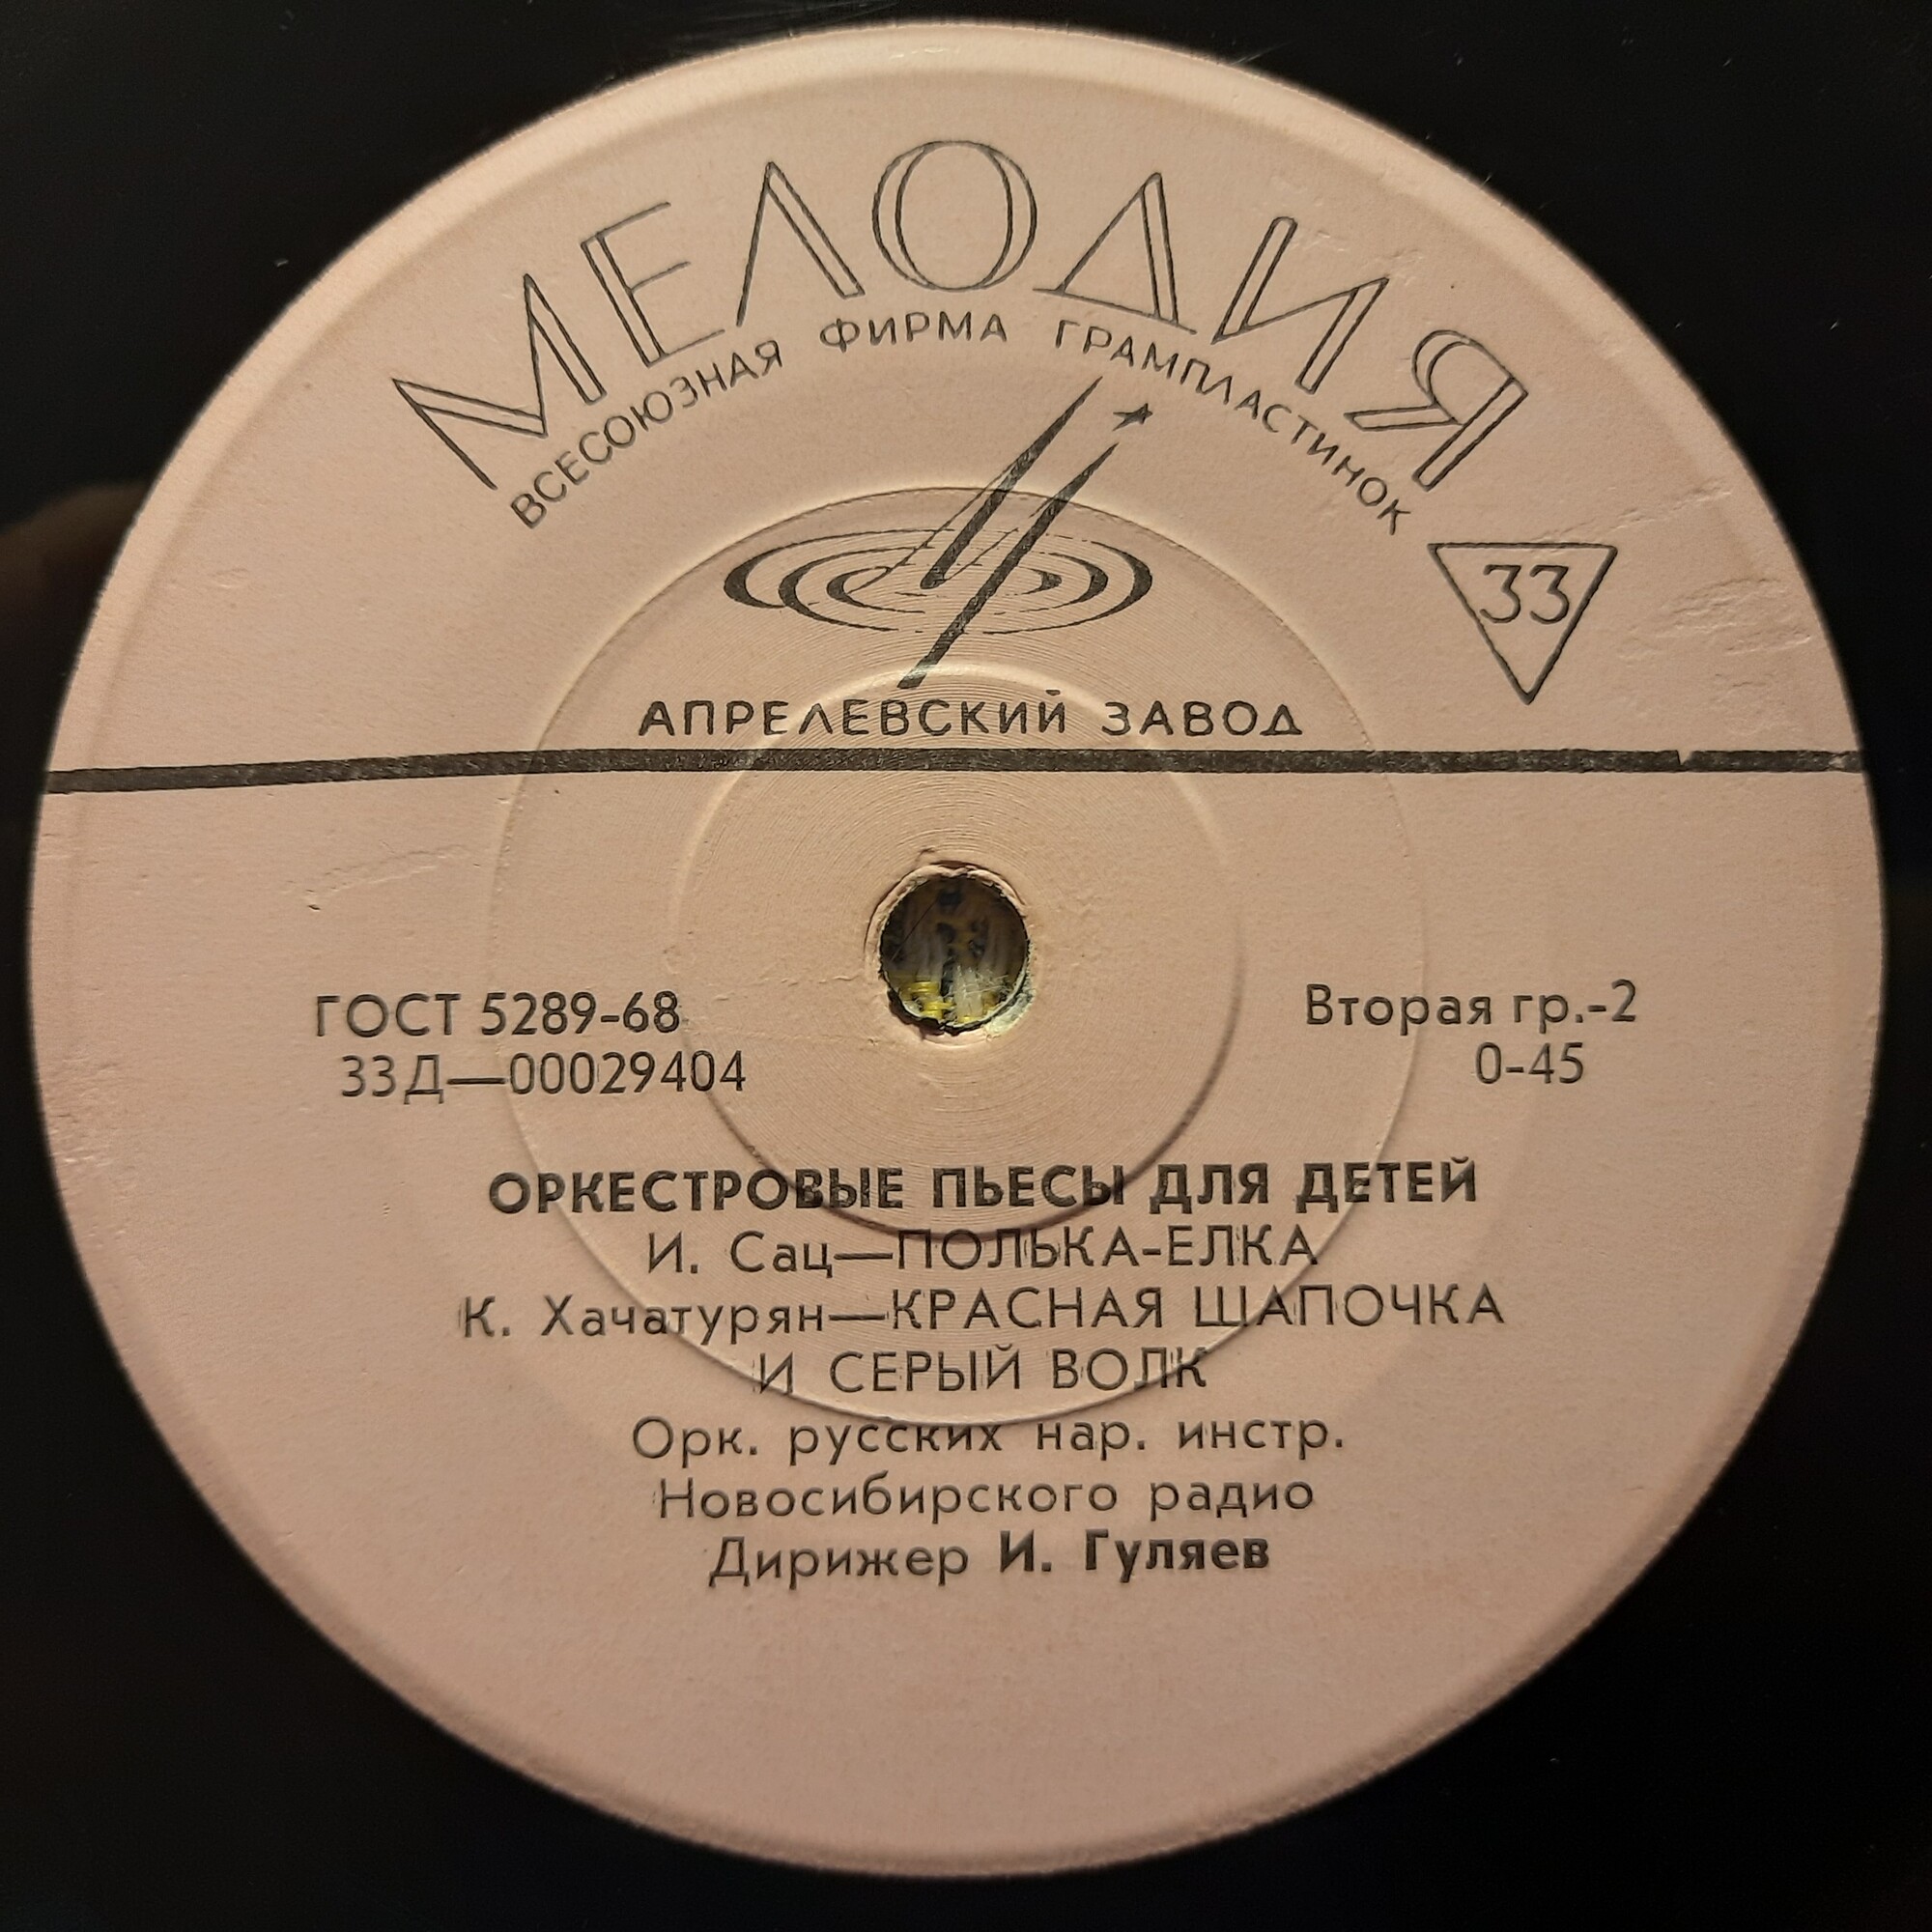 МЕЛОДИЯ
ВСЕСОЮЗНАЯ ФИРМА ГРАМПЛАСТИНОК
33
АПРЕЛЕВСКИЙ ЗАВОД
ГОСТ 5289-68
Вторая гр.-2
33Д—00029404
0-45
ОРКЕСТРОВЫЕ ПЬЕСЫ ДЛЯ ДЕТЕЙ
И. Сац—ПОЛЬКА-ЕЛКА
К. Хачатурян—КРАСНАЯ ШАПОЧКА
И СЕРЫЙ ВОЛК
Орк. русских нар. инстр.
Новосибирского радио
Дирижер И. Гуляев